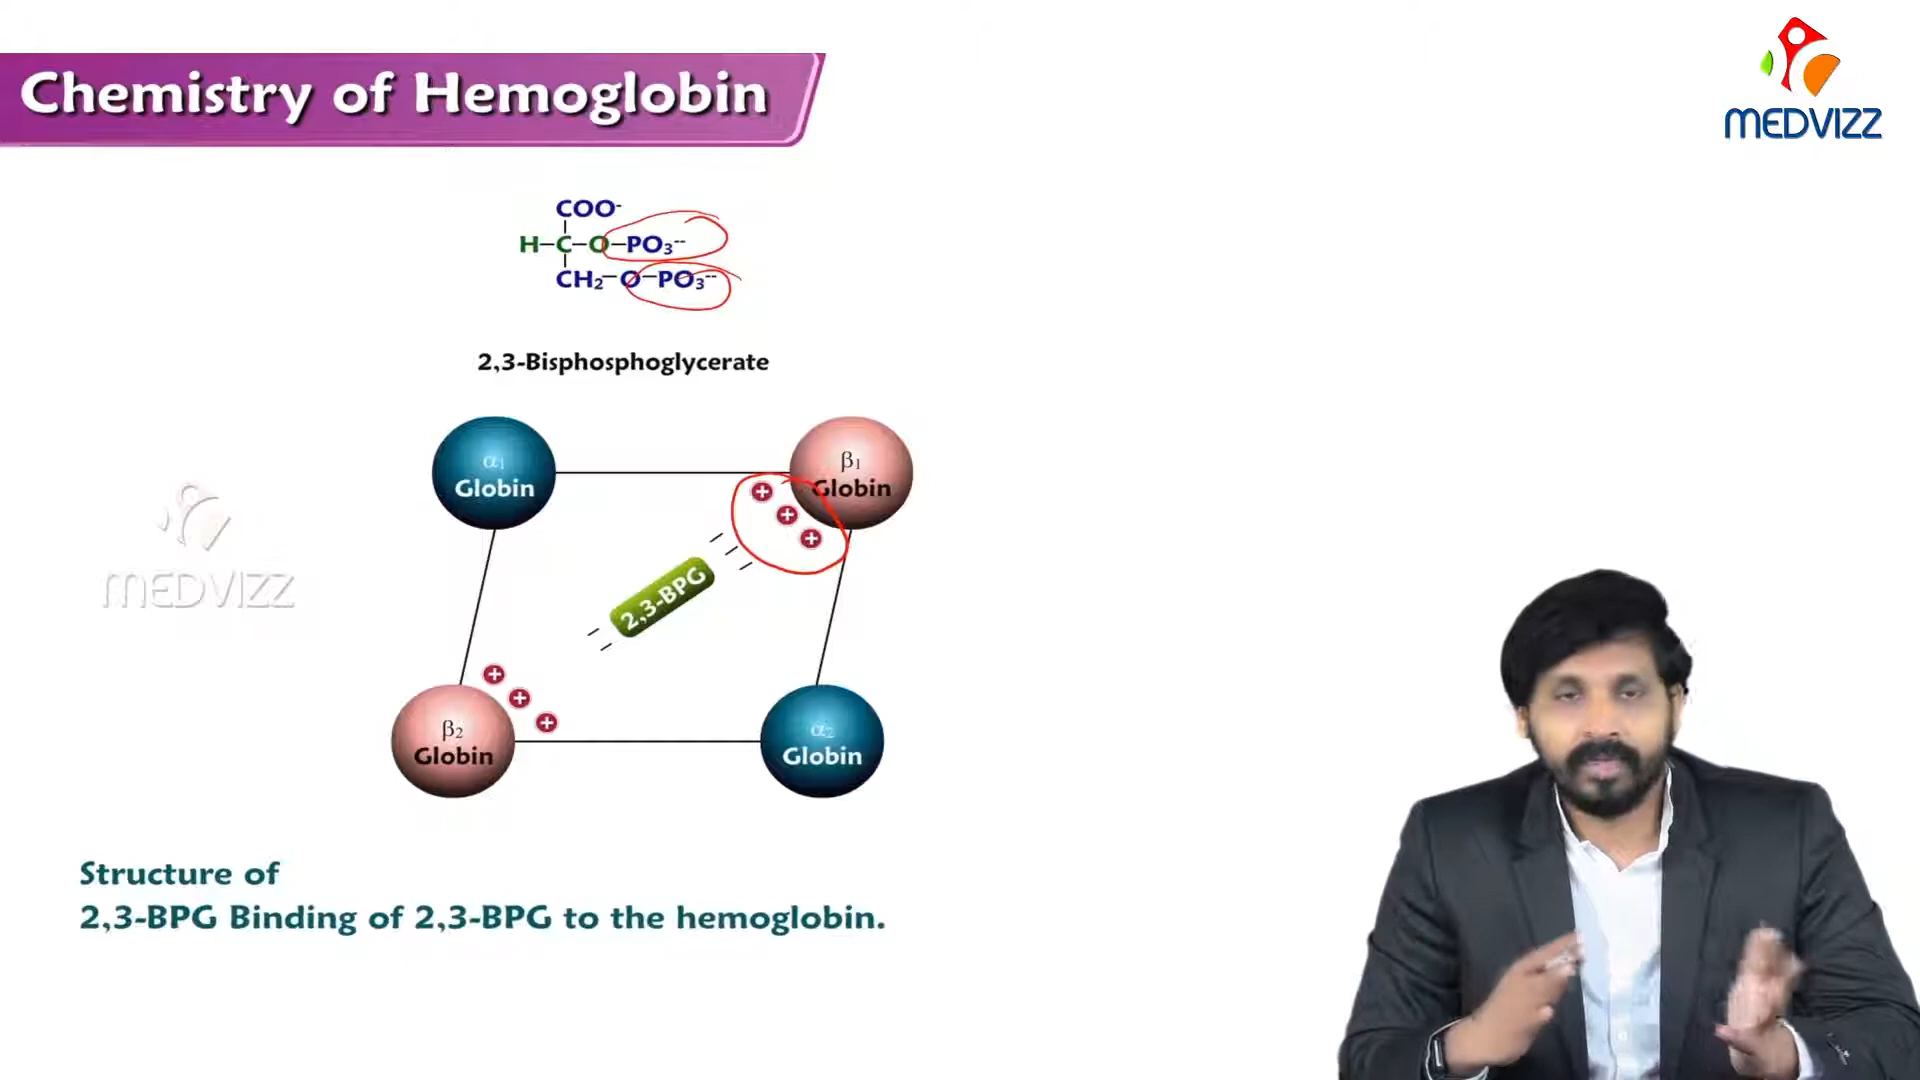 Chemistry of Hemoglobin
MEDVIZZ
COO-
H-C-O-PO3--
CH2-O-PO3--
2,3-Bisphosphoglycerate
α1
Globin
β1
Globin
+
+
+
2,3-BPG
MEDVIZZ
+
+
+
β2
Globin
α2
Globin
Structure of
2,3-BPG Binding of 2,3-BPG to the hemoglobin.